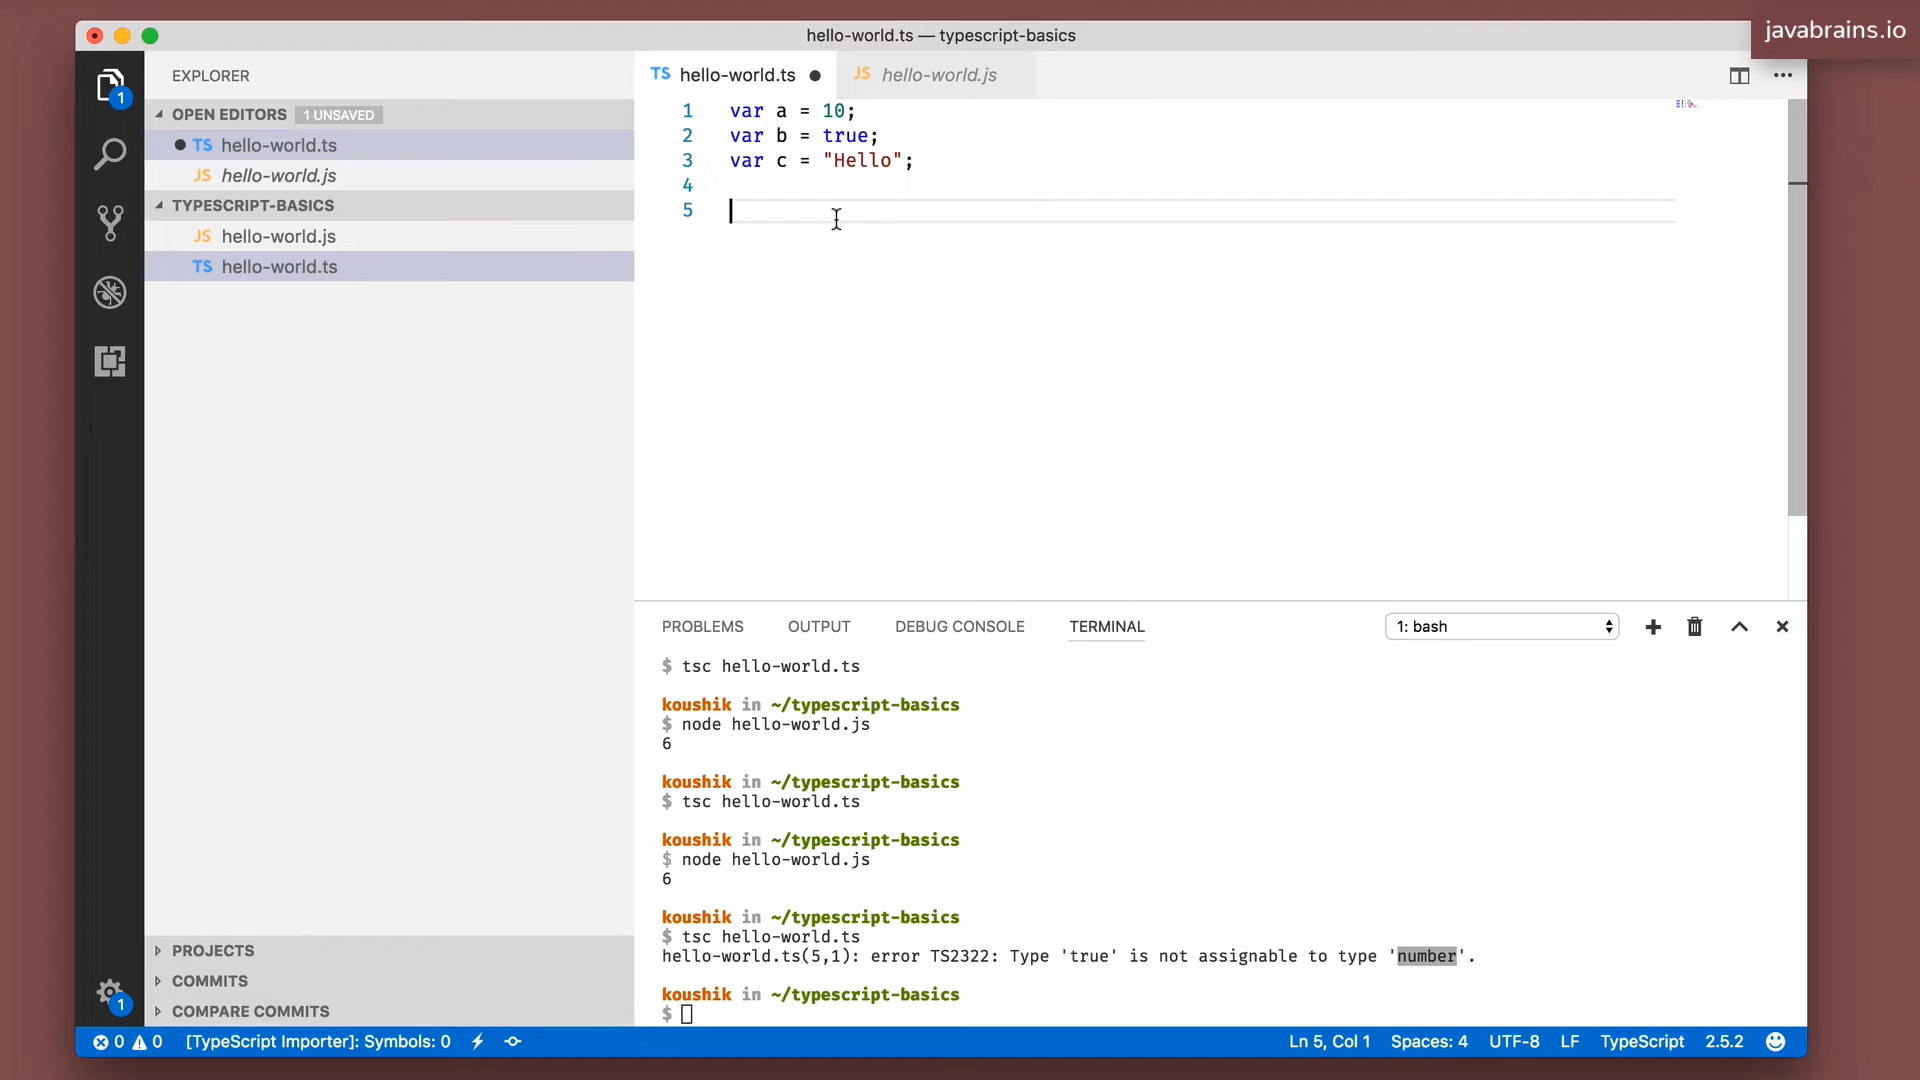 hello-world.ts — typescript-basics
javabrains.io
EXPLORER
OPEN EDITORS 1 UNSAVED
TS hello-world.ts
JS hello-world.js
TYPESCRIPT-BASICS
JS hello-world.js
TS hello-world.ts
PROJECTS
COMMITS
COMPARE COMMITS
1
1
TS hello-world.ts
JS hello-world.js
1 var a = 10;
2 var b = true;
3 var c = "Hello";
4
5
PROBLEMS OUTPUT DEBUG CONSOLE TERMINAL 1: bash
$ tsc hello-world.ts
koushik in ~/typescript-basics
$ node hello-world.js
6
koushik in ~/typescript-basics
$ tsc hello-world.ts
koushik in ~/typescript-basics
$ node hello-world.js
6
koushik in ~/typescript-basics
$ tsc hello-world.ts
hello-world.ts(5,1): error TS2322: Type 'true' is not assignable to type 'number'.
koushik in ~/typescript-basics
$
0 0 [TypeScript Importer]: Symbols: 0 Ln 5, Col 1 Spaces: 4 UTF-8 LF TypeScript 2.5.2